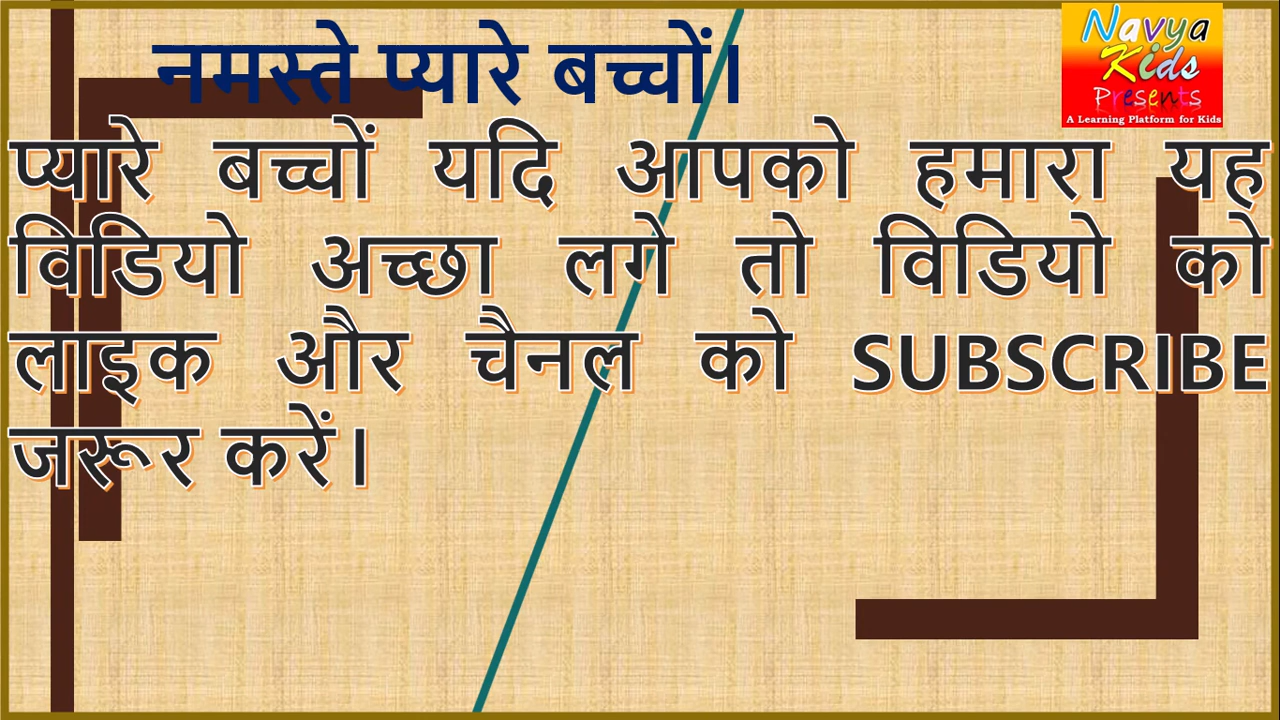 नमस्ते प्यारे बच्चों।
Navya
Kids
Presents
A Learning Platform for Kids
प्यारे बच्चों यदि आपको हमारा यह
विडियो अच्छा लगे तो विडियो को
लाइक और चैनल को SUBSCRIBE
जरूर करें।